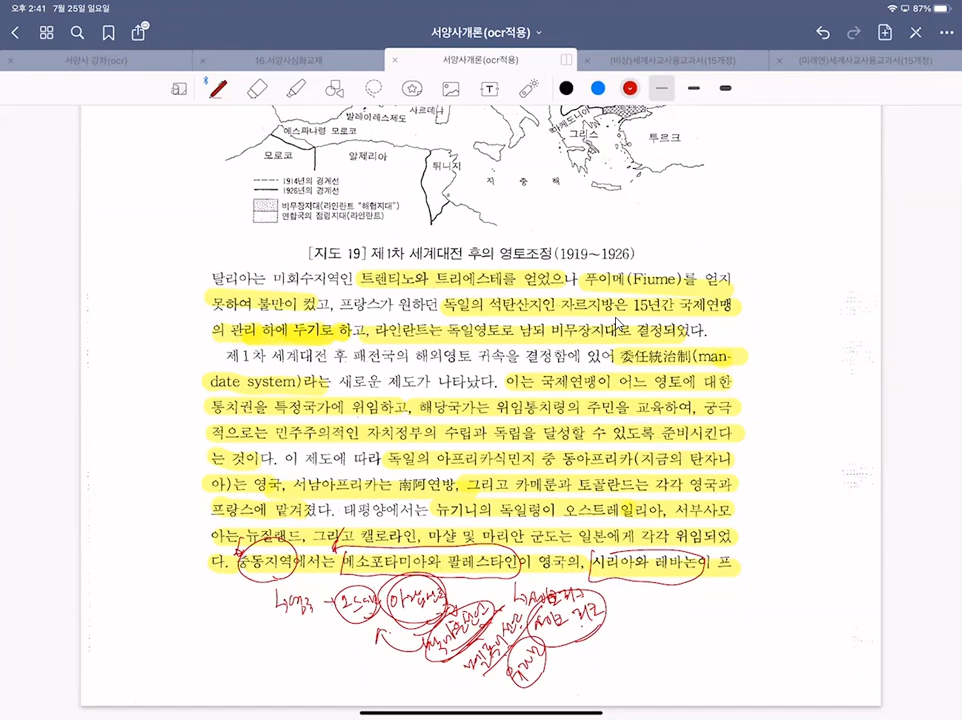 오후 2:41 7월 25일 일요일
87%
서양사개론(ocr적용)
서양사 강좌(ocr)
16.서양사심화교재
서양사개론(ocr적용)
(비상)세계사교사용교과서(15개정)
(미래엔)세계사교사용교과서(15개정)
발레아레스제도
에스파냐령 모로코
모로코
알제리아
튀니지
지 중 해
마케도니아
그리스
투르크
1914년의 경계선
1926년의 경계선
비무장지대(라인란트 "해협지대")
연합국의 점령지대(라인란트)
[지도 19] 제1차 세계대전 후의 영토조정(1919~1926)
탈리아는 미회수지역인 트렌티노와 트리에스테를 얻었으나 푸이메(Fiume)를 얻지
못하여 불만이 컸고, 프랑스가 원하던 독일의 석탄산지인 자르지방은 15년간 국제연맹
의 관리 하에 두기로 하고, 라인란트는 독일영토로 남되 비무장지대로 결정되었다.
제1차 세계대전 후 패전국의 해외영토 귀속을 결정함에 있어 委任統治制(man-
date system)라는 새로운 제도가 나타났다. 이는 국제연맹이 어느 영토에 대한
통치권을 특정국가에 위임하고, 해당국가는 위임통치령의 주민을 교육하여, 궁극
적으로는 민주주의적인 자치정부의 수립과 독립을 달성할 수 있도록 준비시킨다
는 것이다. 이 제도에 따라 독일의 아프리카식민지 중 동아프리카(지금의 탄자니
아)는 영국, 서남아프리카는 南阿연방, 그리고 카메룬과 토골란드는 각각 영국과
프랑스에 맡겨졌다. 태평양에서는 뉴기니의 독일령이 오스트레일리아, 서부사모
아는 뉴질랜드, 그리고 캘로라인, 마샬 및 마리안 군도는 일본에게 각각 위임되었
다. 중동지역에서는 메소포타미아와 팔레스타인이 영국의, 시리아와 레바논이 프